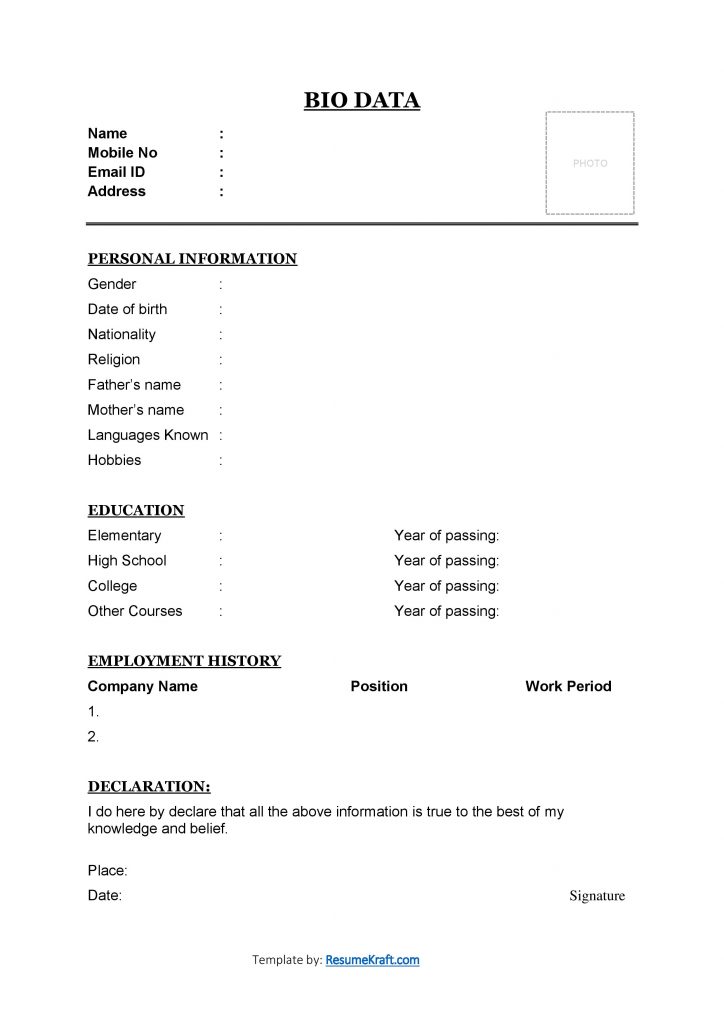 BIO DATA
Name :
Mobile No :
Email ID :
Address :
PHOTO
PERSONAL INFORMATION
Gender :
Date of birth :
Nationality :
Religion :
Father’s name :
Mother’s name :
Languages Known :
Hobbies :
EDUCATION
Elementary : Year of passing:
High School : Year of passing:
College : Year of passing:
Other Courses : Year of passing:
EMPLOYMENT HISTORY
Company Name Position Work Period
1.
2.
DECLARATION:
I do here by declare that all the above information is true to the best of my
knowledge and belief.
Place:
Date: Signature
Template by: ResumeKraft.com